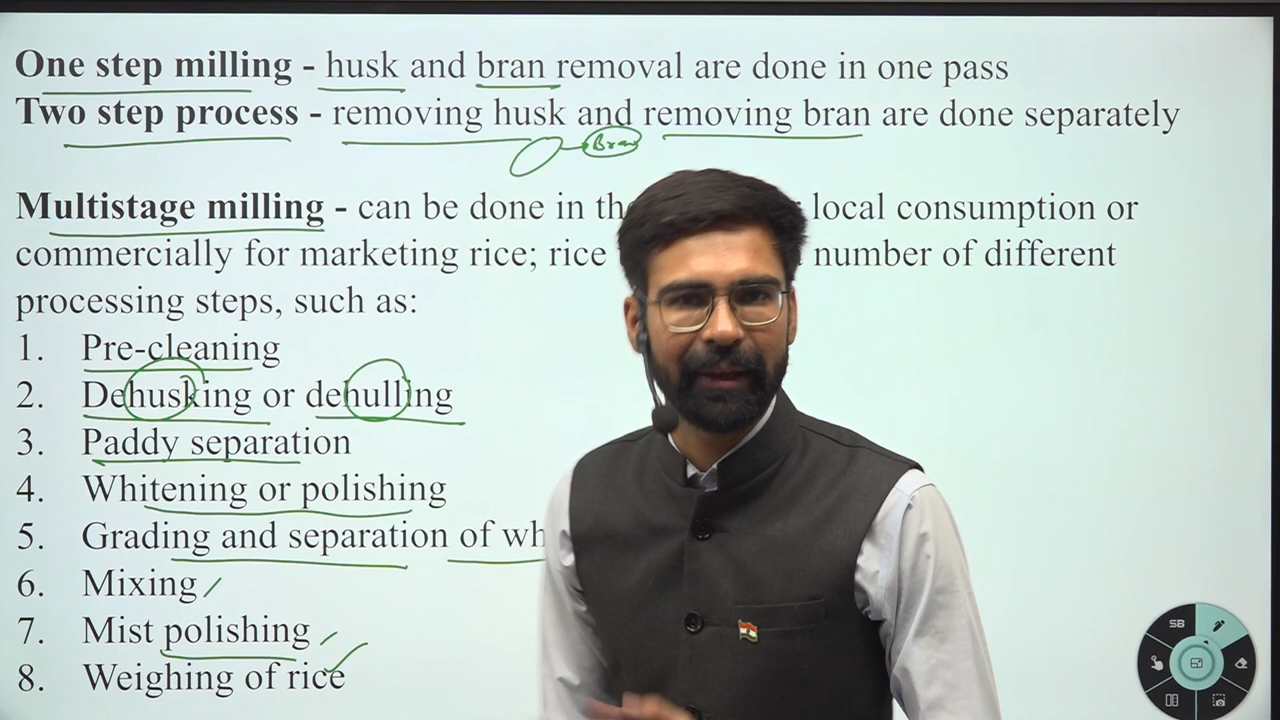 One step milling - husk and bran removal are done in one pass
Two step process - removing husk and removing bran are done separately
Bran
Multistage milling - can be done in local consumption or
commercially for marketing rice; rice number of different
processing steps, such as:
1. Pre-cleaning
2. Dehusking or dehulling
3. Paddy separation
4. Whitening or polishing
5. Grading and separation of
6. Mixing
7. Mist polishing
8. Weighing of rice
SB